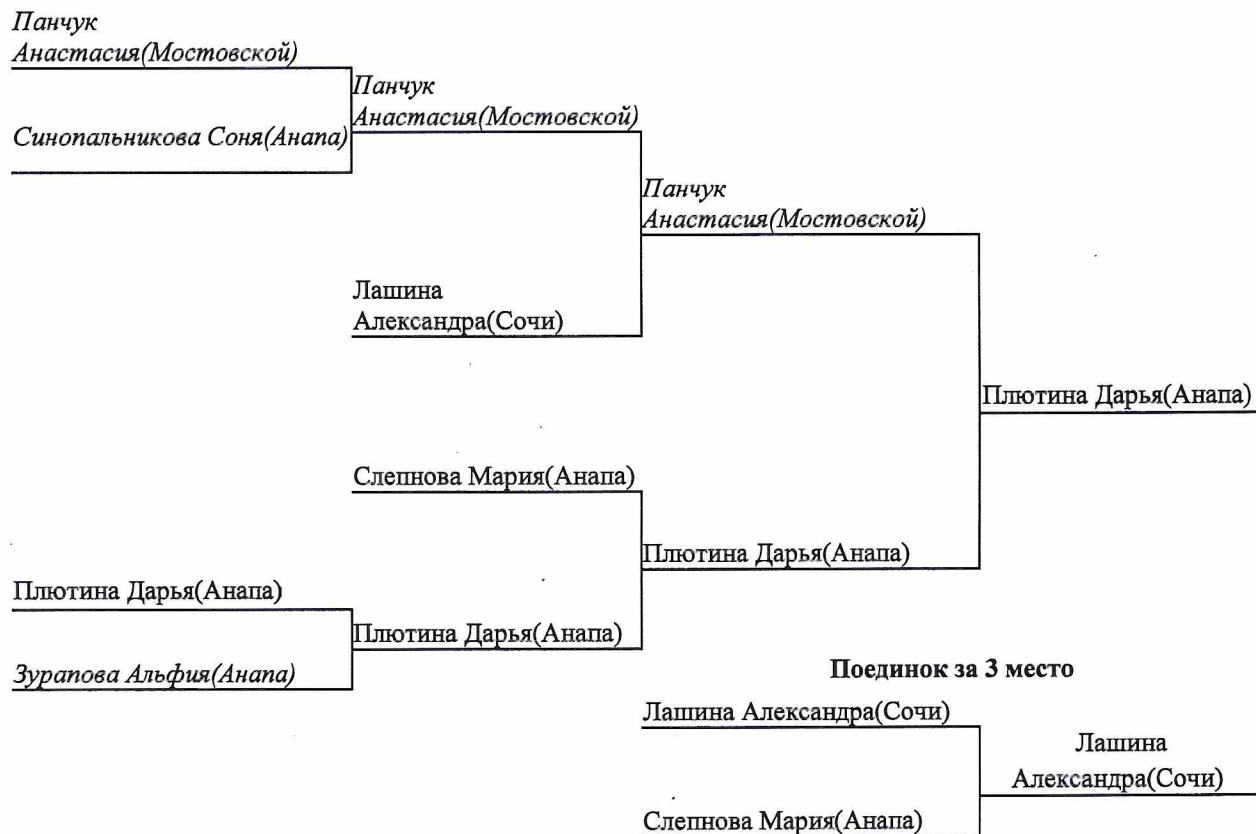 Панчук
Анастасия(Мостовской)
Панчук
Анастасия(Мостовской)
Синопальникова Соня(Анапа)
Панчук
Анастасия(Мостовской)
Лашина
Александра(Сочи)
Плютина Дарья(Анапа)
Слепнова Мария(Анапа)
Плютина Дарья(Анапа)
Плютина Дарья(Анапа)
Плютина Дарья(Анапа)
Зурапова Альфия(Анапа)
Поединок за 3 место
Лашина Александра(Сочи)
Лашина
Александра(Сочи)
Слепнова Мария(Анапа)